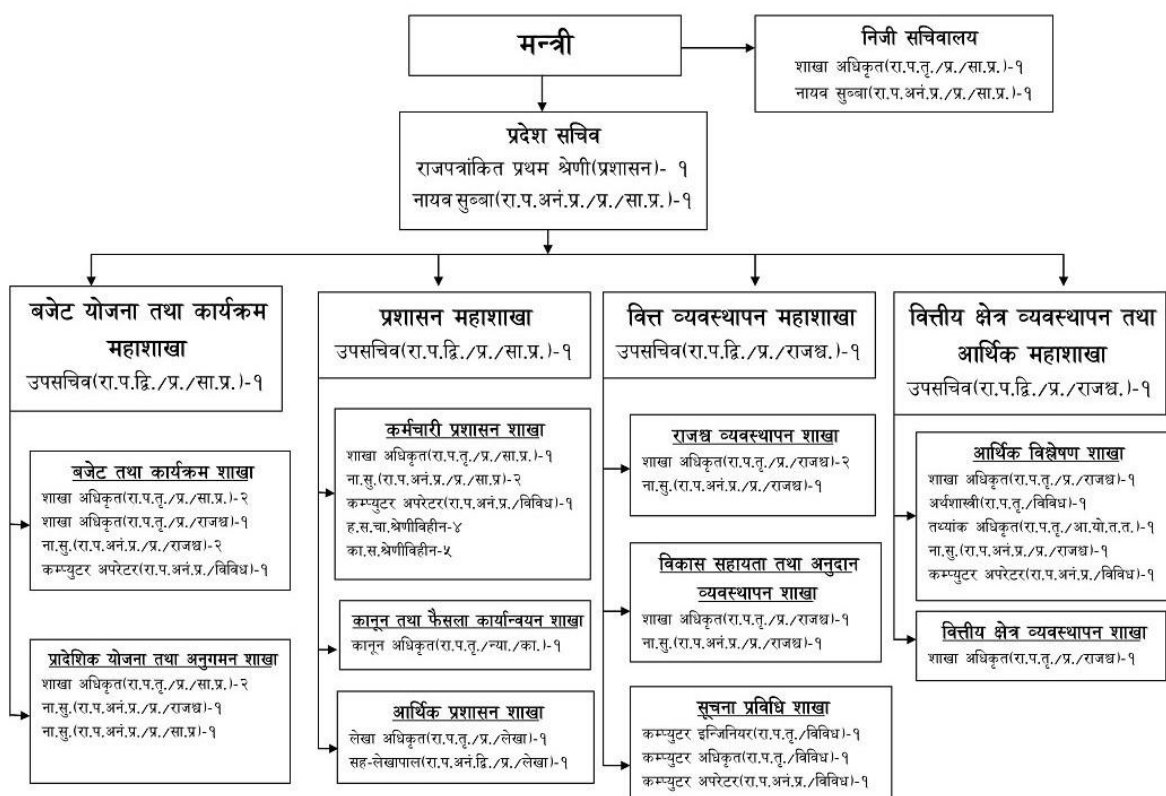 मन्त्री
निजी सचिवालय
शाखा अधिकृत(रा.प.तृ./प्र./सा.प्र.)-१
नायव सुब्बा(रा.प.अनं.प्र./प्र./सा.प्र.)-१
प्रदेश सचिव
राजपत्रांकित प्रथम श्रेणी(प्रशासन)- १
नायव सुब्बा(रा.प.अनं.प्र./प्र./सा.प्र.)-१
बजेट योजना तथा कार्यक्रम
महाशाखा
उपसचिव(रा.प.द्वि./प्र./सा.प्र.)-१
बजेट तथा कार्यक्रम शाखा
शाखा अधिकृत(रा.प.तृ./प्र./सा.प्र.)-२
शाखा अधिकृत(रा.प.तृ./प्र./राजश्व)-१
ना.सु.(रा.प.अनं.प्र./प्र./राजश्व)-२
कम्प्युटर अपरेटर(रा.प.अनं.प्र./विविध)-१
प्रादेशिक योजना तथा अनुगमन शाखा
शाखा अधिकृत(रा.प.तृ./प्र./सा.प्र.)-२
ना.सु.(रा.प.अनं.प्र./प्र./राजश्व)-१
ना.सु.(रा.प.अनं.प्र./प्र./सा.प्र)-१
प्रशासन महाशाखा
उपसचिव(रा.प.द्वि./प्र./सा.प्र.)-१
कर्मचारी प्रशासन शाखा
शाखा अधिकृत(रा.प.तृ./प्र./सा.प्र.)-१
ना.सु.(रा.प.अनं.प्र./प्र./सा.प्र)-२
कम्प्युटर अपरेटर(रा.प.अनं.प्र./विविध)-१
ह.स.चा.श्रेणीविहीन-४
का.स.श्रेणीविहीन-५
कानून तथा फैसला कार्यान्वयन शाखा
कानून अधिकृत(रा.प.तृ./न्या./का.)-१
आर्थिक प्रशासन शाखा
लेखा अधिकृत(रा.प.तृ./प्र./लेखा)-१
सह-लेखापाल(रा.प.अनं.द्वि./प्र./लेखा)-१
वित्त व्यवस्थापन महाशाखा
उपसचिव(रा.प.द्वि./प्र./राजश्व.)-१
राजश्व व्यवस्थापन शाखा
शाखा अधिकृत(रा.प.तृ./प्र./राजश्व)-२
ना.सु.(रा.प.अनं.प्र./प्र./राजश्व)-१
विकास सहायता तथा अनुदान
व्यवस्थापन शाखा
शाखा अधिकृत(रा.प.तृ./प्र./राजश्व)-१
ना.सु.(रा.प.अनं.प्र./प्र./राजश्व)-१
सूचना प्रविधि शाखा
कम्प्युटर इन्जिनियर(रा.प.तृ./विविध)-१
कम्प्युटर अधिकृत(रा.प.तृ./विविध)-१
कम्प्युटर अपरेटर(रा.प.अनं.प्र./विविध)-१
वित्तीय क्षेत्र व्यवस्थापन तथा
आर्थिक महाशाखा
उपसचिव(रा.प.द्वि./प्र./राजश्व.)-१
आर्थिक विश्लेषण शाखा
शाखा अधिकृत(रा.प.तृ./प्र./राजश्व)-१
अर्थशास्त्री(रा.प.तृ./विविध)-१
तथ्यांक अधिकृत(रा.प.तृ./आ.यो.त.त.)-१
ना.सु.(रा.प.अनं.प्र./प्र./राजश्व)-१
कम्प्युटर अपरेटर(रा.प.अनं.प्र./विविध)-१
वित्तीय क्षेत्र व्यवस्थापन शाखा
शाखा अधिकृत(रा.प.तृ./प्र./राजश्व)-१